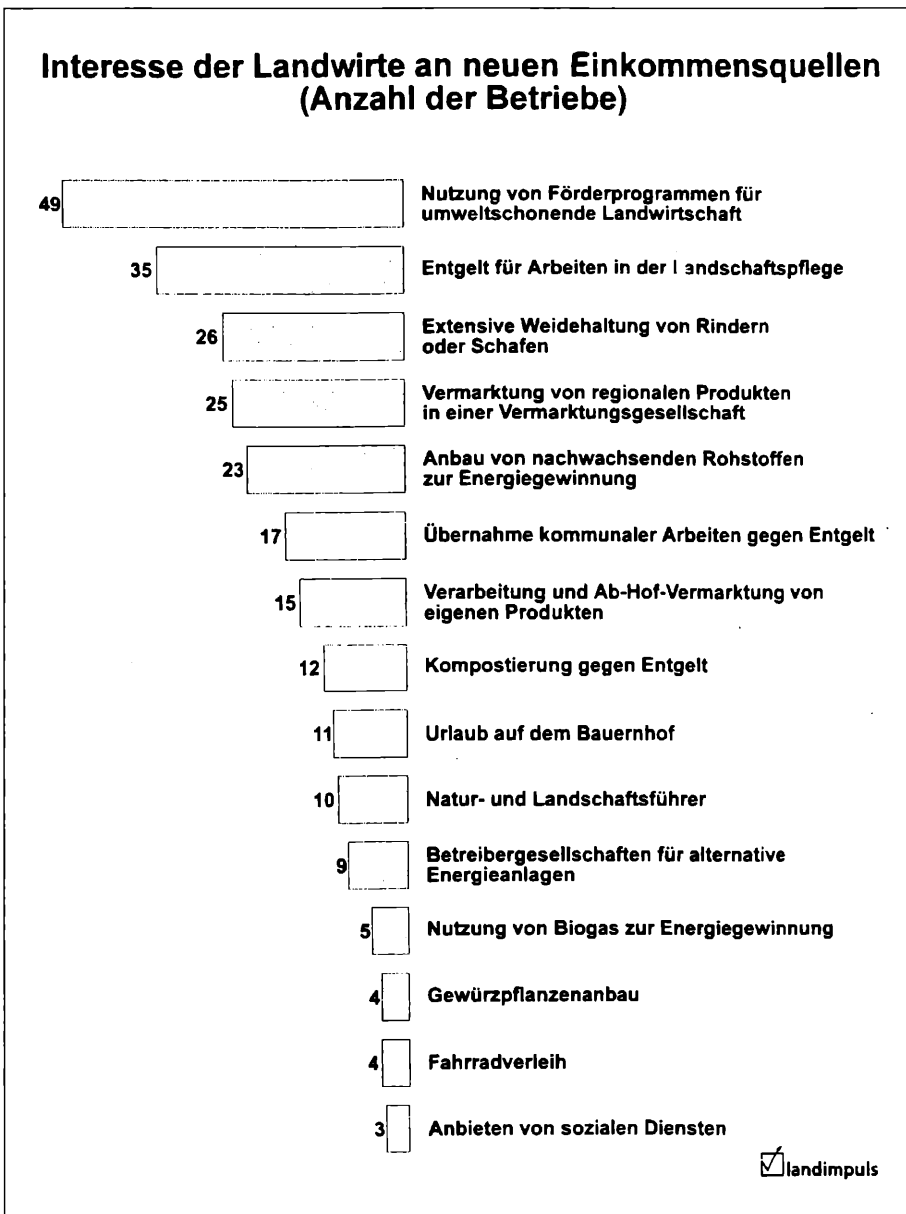 Interesse der Landwirte an neuen Einkommensquellen
(Anzahl der Betriebe)
49 Nutzung von Förderprogrammen für
umweltschonende Landwirtschaft
35 Entgelt für Arbeiten in der Landschaftspflege
26 Extensive Weidehaltung von Rindern
oder Schafen
25 Vermarktung von regionalen Produkten
in einer Vermarktungsgesellschaft
23 Anbau von nachwachsenden Rohstoffen
zur Energiegewinnung
17 Übernahme kommunaler Arbeiten gegen Entgelt
15 Verarbeitung und Ab-Hof-Vermarktung von
eigenen Produkten
12 Kompostierung gegen Entgelt
11 Urlaub auf dem Bauernhof
10 Natur- und Landschaftsführer
9 Betreibergesellschaften für alternative
Energieanlagen
5 Nutzung von Biogas zur Energiegewinnung
4 Gewürzpflanzenanbau
4 Fahrradverleih
3 Anbieten von sozialen Diensten
landimpuls